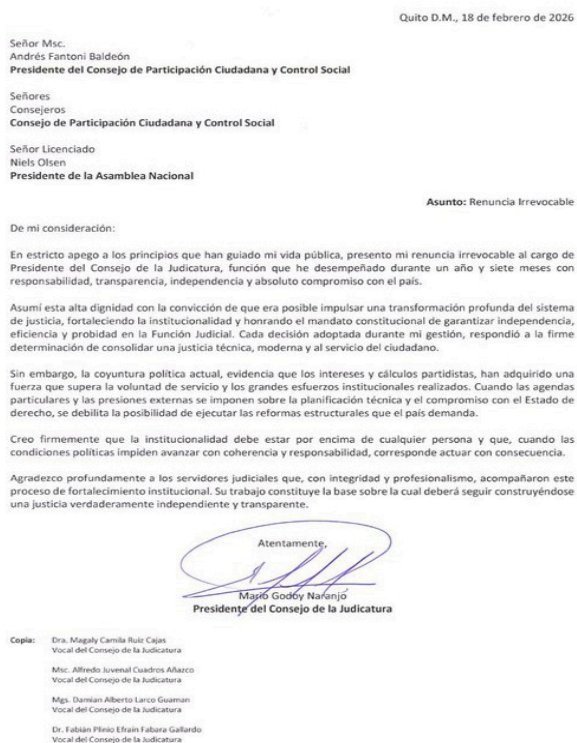 Quito D.M., 18 de febrero de 2026
Señor Msc.
Andrés Fantoni Baldeón
Presidente del Consejo de Participación Ciudadana y Control Social
Señores
Consejeros
Consejo de Participación Ciudadana y Control Social
Señor Licenciado
Niels Olsen
Presidente de la Asamblea Nacional
Asunto: Renuncia Irrevocable
De mi consideración:
En estricto apego a los principios que han guiado mi vida pública, presento mi renuncia irrevocable al cargo de
Presidente del Consejo de la Judicatura, función que he desempeñado durante un año y siete meses con
responsabilidad, transparencia, independencia y absoluto compromiso con el país.
Asumí esta alta dignidad con la convicción de que era posible impulsar una transformación profunda del sistema
de justicia, fortaleciendo la institucionalidad y honrando el mandato constitucional de garantizar independencia,
eficiencia y probidad en la Función Judicial. Cada decisión adoptada durante mi gestión, respondió a la firme
determinación de consolidar una justicia técnica, moderna y al servicio del ciudadano.
Sin embargo, la coyuntura política actual, evidencia que los intereses y cálculos partidistas, han adquirido una
fuerza que supera la voluntad de servicio y los grandes esfuerzos institucionales realizados. Cuando las agendas
particulares y las presiones externas se imponen sobre la planificación técnica y el compromiso con el Estado de
derecho, se debilita la posibilidad de ejecutar las reformas estructurales que el país demanda.
Creo firmemente que la institucionalidad debe estar por encima de cualquier persona y que, cuando las
condiciones políticas impiden avanzar con coherencia y responsabilidad, corresponde actuar con consecuencia.
Agradezco profundamente a los servidores judiciales que, con integridad y profesionalismo, acompañaron este
proceso de fortalecimiento institucional. Su trabajo constituye la base sobre la cual deberá seguir construyéndose
una justicia verdaderamente independiente y transparente.
Atentamente,
Mario Godoy Naranjo
Presidente del Consejo de la Judicatura
Copia: Dra. Magaly Camila Ruiz Cajas
Vocal del Consejo de la Judicatura
Msc. Alfredo Juvenal Cuadros Añazco
Vocal del Consejo de la Judicatura
Mgs. Damian Alberto Larco Guaman
Vocal del Consejo de la Judicatura
Dr. Fabián Plinio Efraín Fabara Gallardo
Vocal del Consejo de la Judicatura